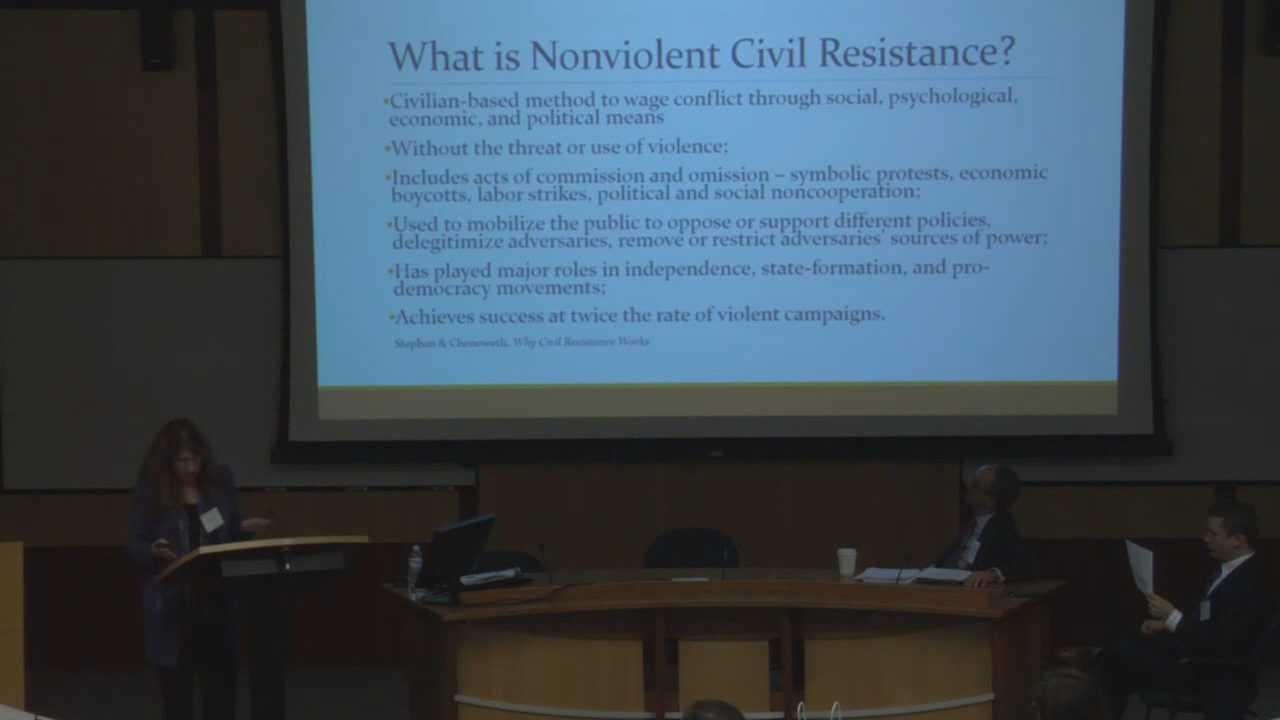 What is Nonviolent Civil Resistance?
•Civilian-based method to wage conflict through social, psychological,
economic, and political means
•Without the threat or use of violence;
•Includes acts of commission and omission – symbolic protests, economic
boycotts, labor strikes, political and social noncooperation;
•Used to mobilize the public to oppose or support different policies,
delegitimize adversaries, remove or restrict adversaries' sources of power;
•Has played major roles in independence, state-formation, and pro-
democracy movements;
•Achieves success at twice the rate of violent campaigns.
Stephan & Chenoweth, Why Civil Resistance Works